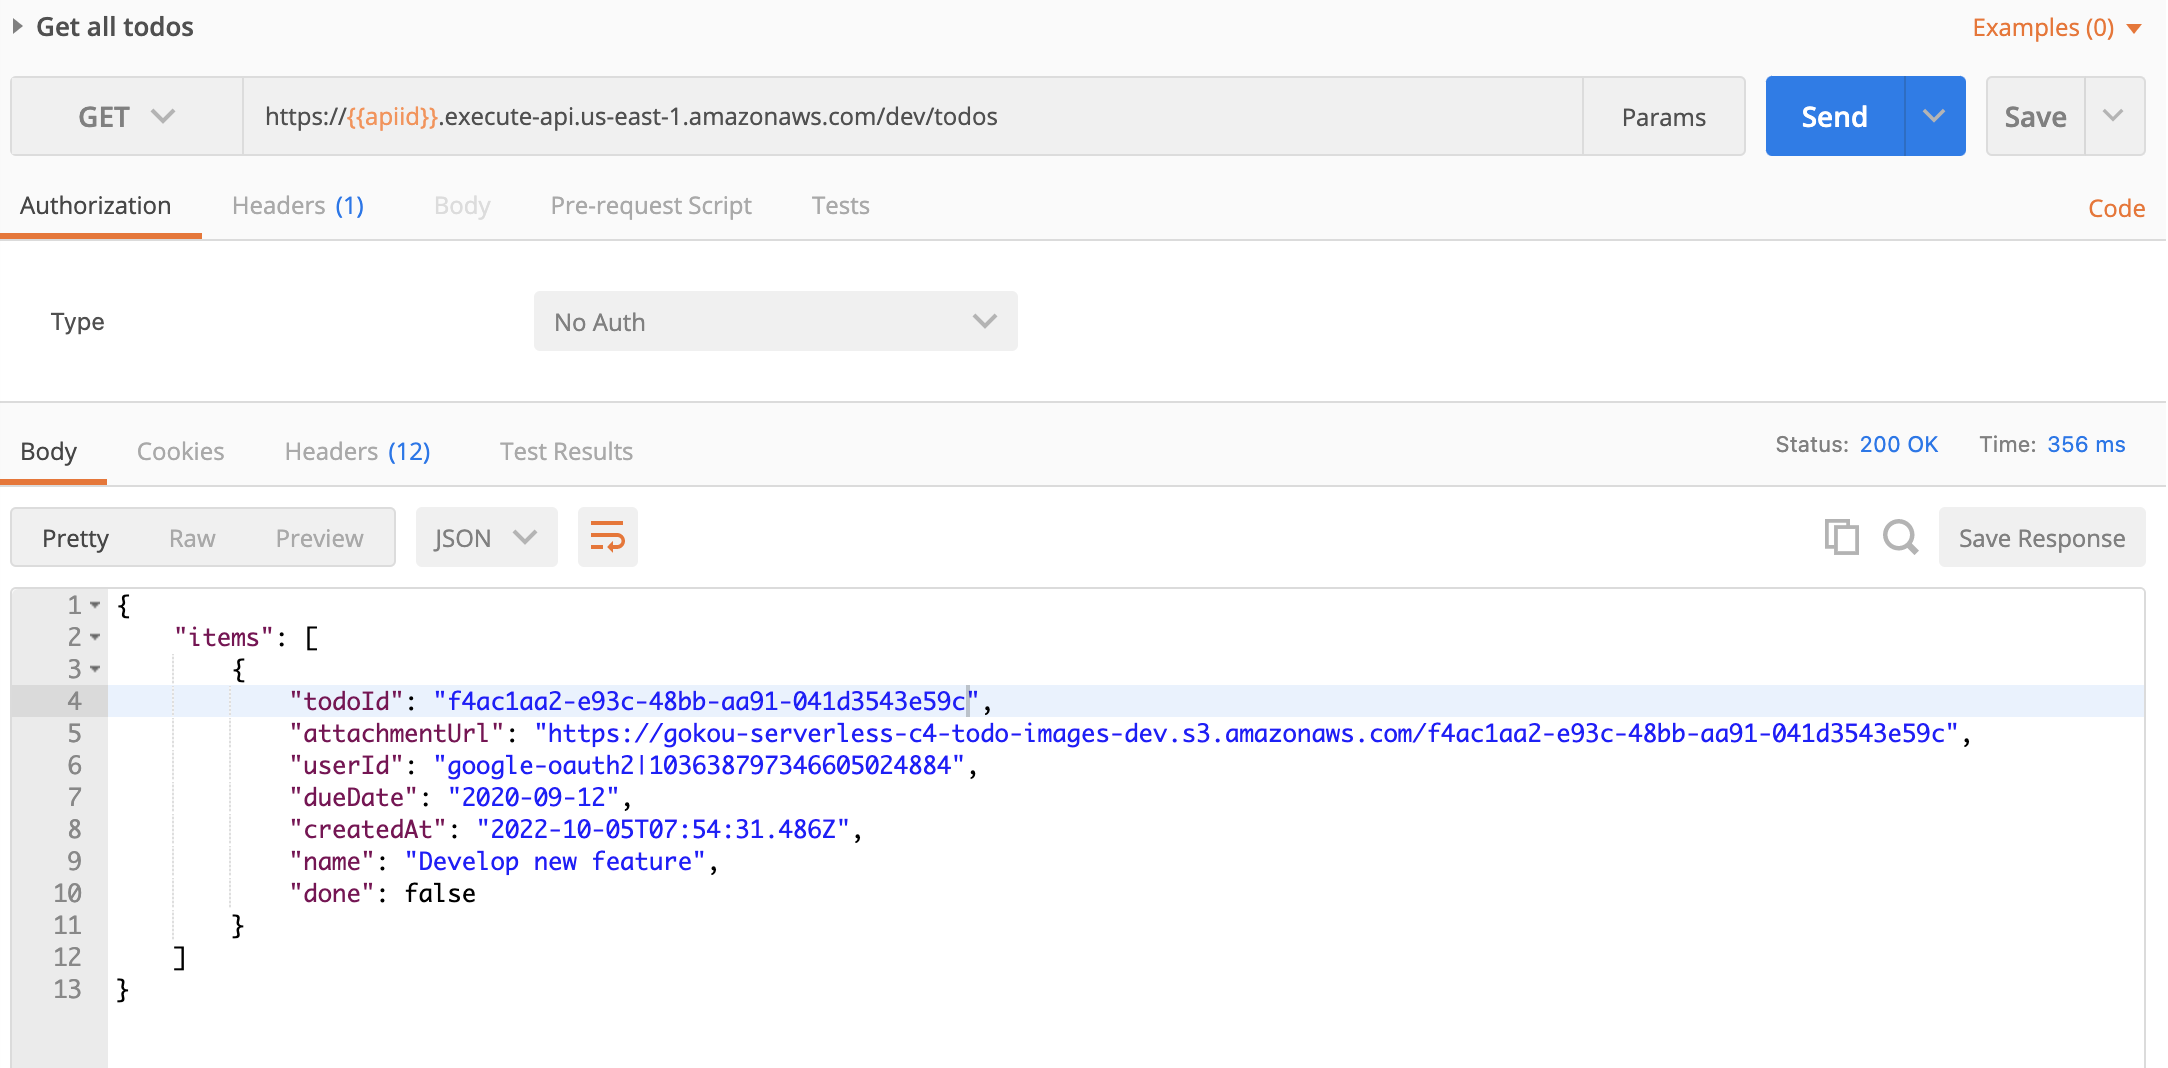 Get all todos
Examples (0)
GET
https://{{apiid}}.execute-api.us-east-1.amazonaws.com/dev/todos
Params
Send
Save
Authorization
Headers (1)
Body
Pre-request Script
Tests
Code
Type
No Auth
Body
Cookies
Headers (12)
Test Results
Status: 200 OK
Time: 356 ms
Pretty
Raw
Preview
JSON
Save Response
1 {
2 "items": [
3 {
4 "todoId": "f4ac1aa2-e93c-48bb-aa91-041d3543e59c",
5 "attachmentUrl": "https://gokou-serverless-c4-todo-images-dev.s3.amazonaws.com/f4ac1aa2-e93c-48bb-aa91-041d3543e59c",
6 "userId": "google-oauth2|103638797346605024884",
7 "dueDate": "2020-09-12",
8 "createdAt": "2022-10-05T07:54:31.486Z",
9 "name": "Develop new feature",
10 "done": false
11 }
12 ]
13 }